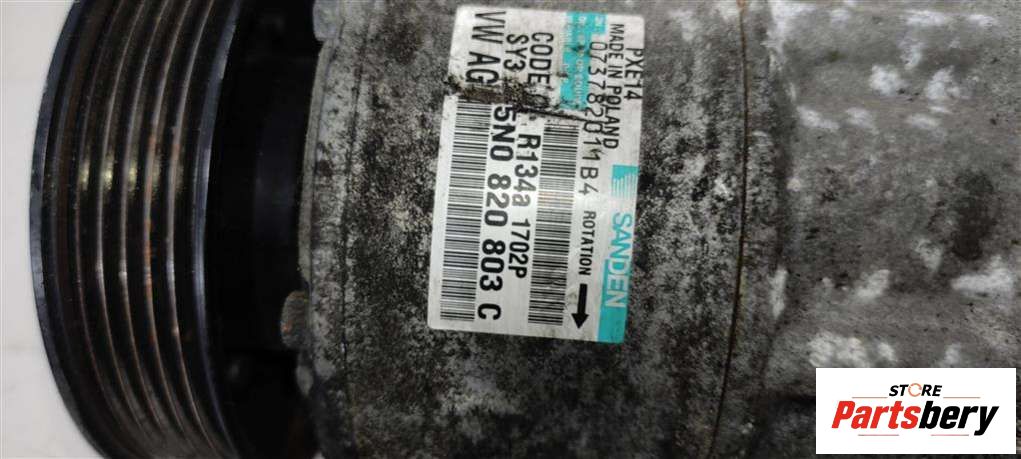 PXE14
MADE IN POLAND
SANDEN
ROTATION
R134a 1702P
CODE
SY3
VW AG 5N0 820 803 C
STORE
Partsbery